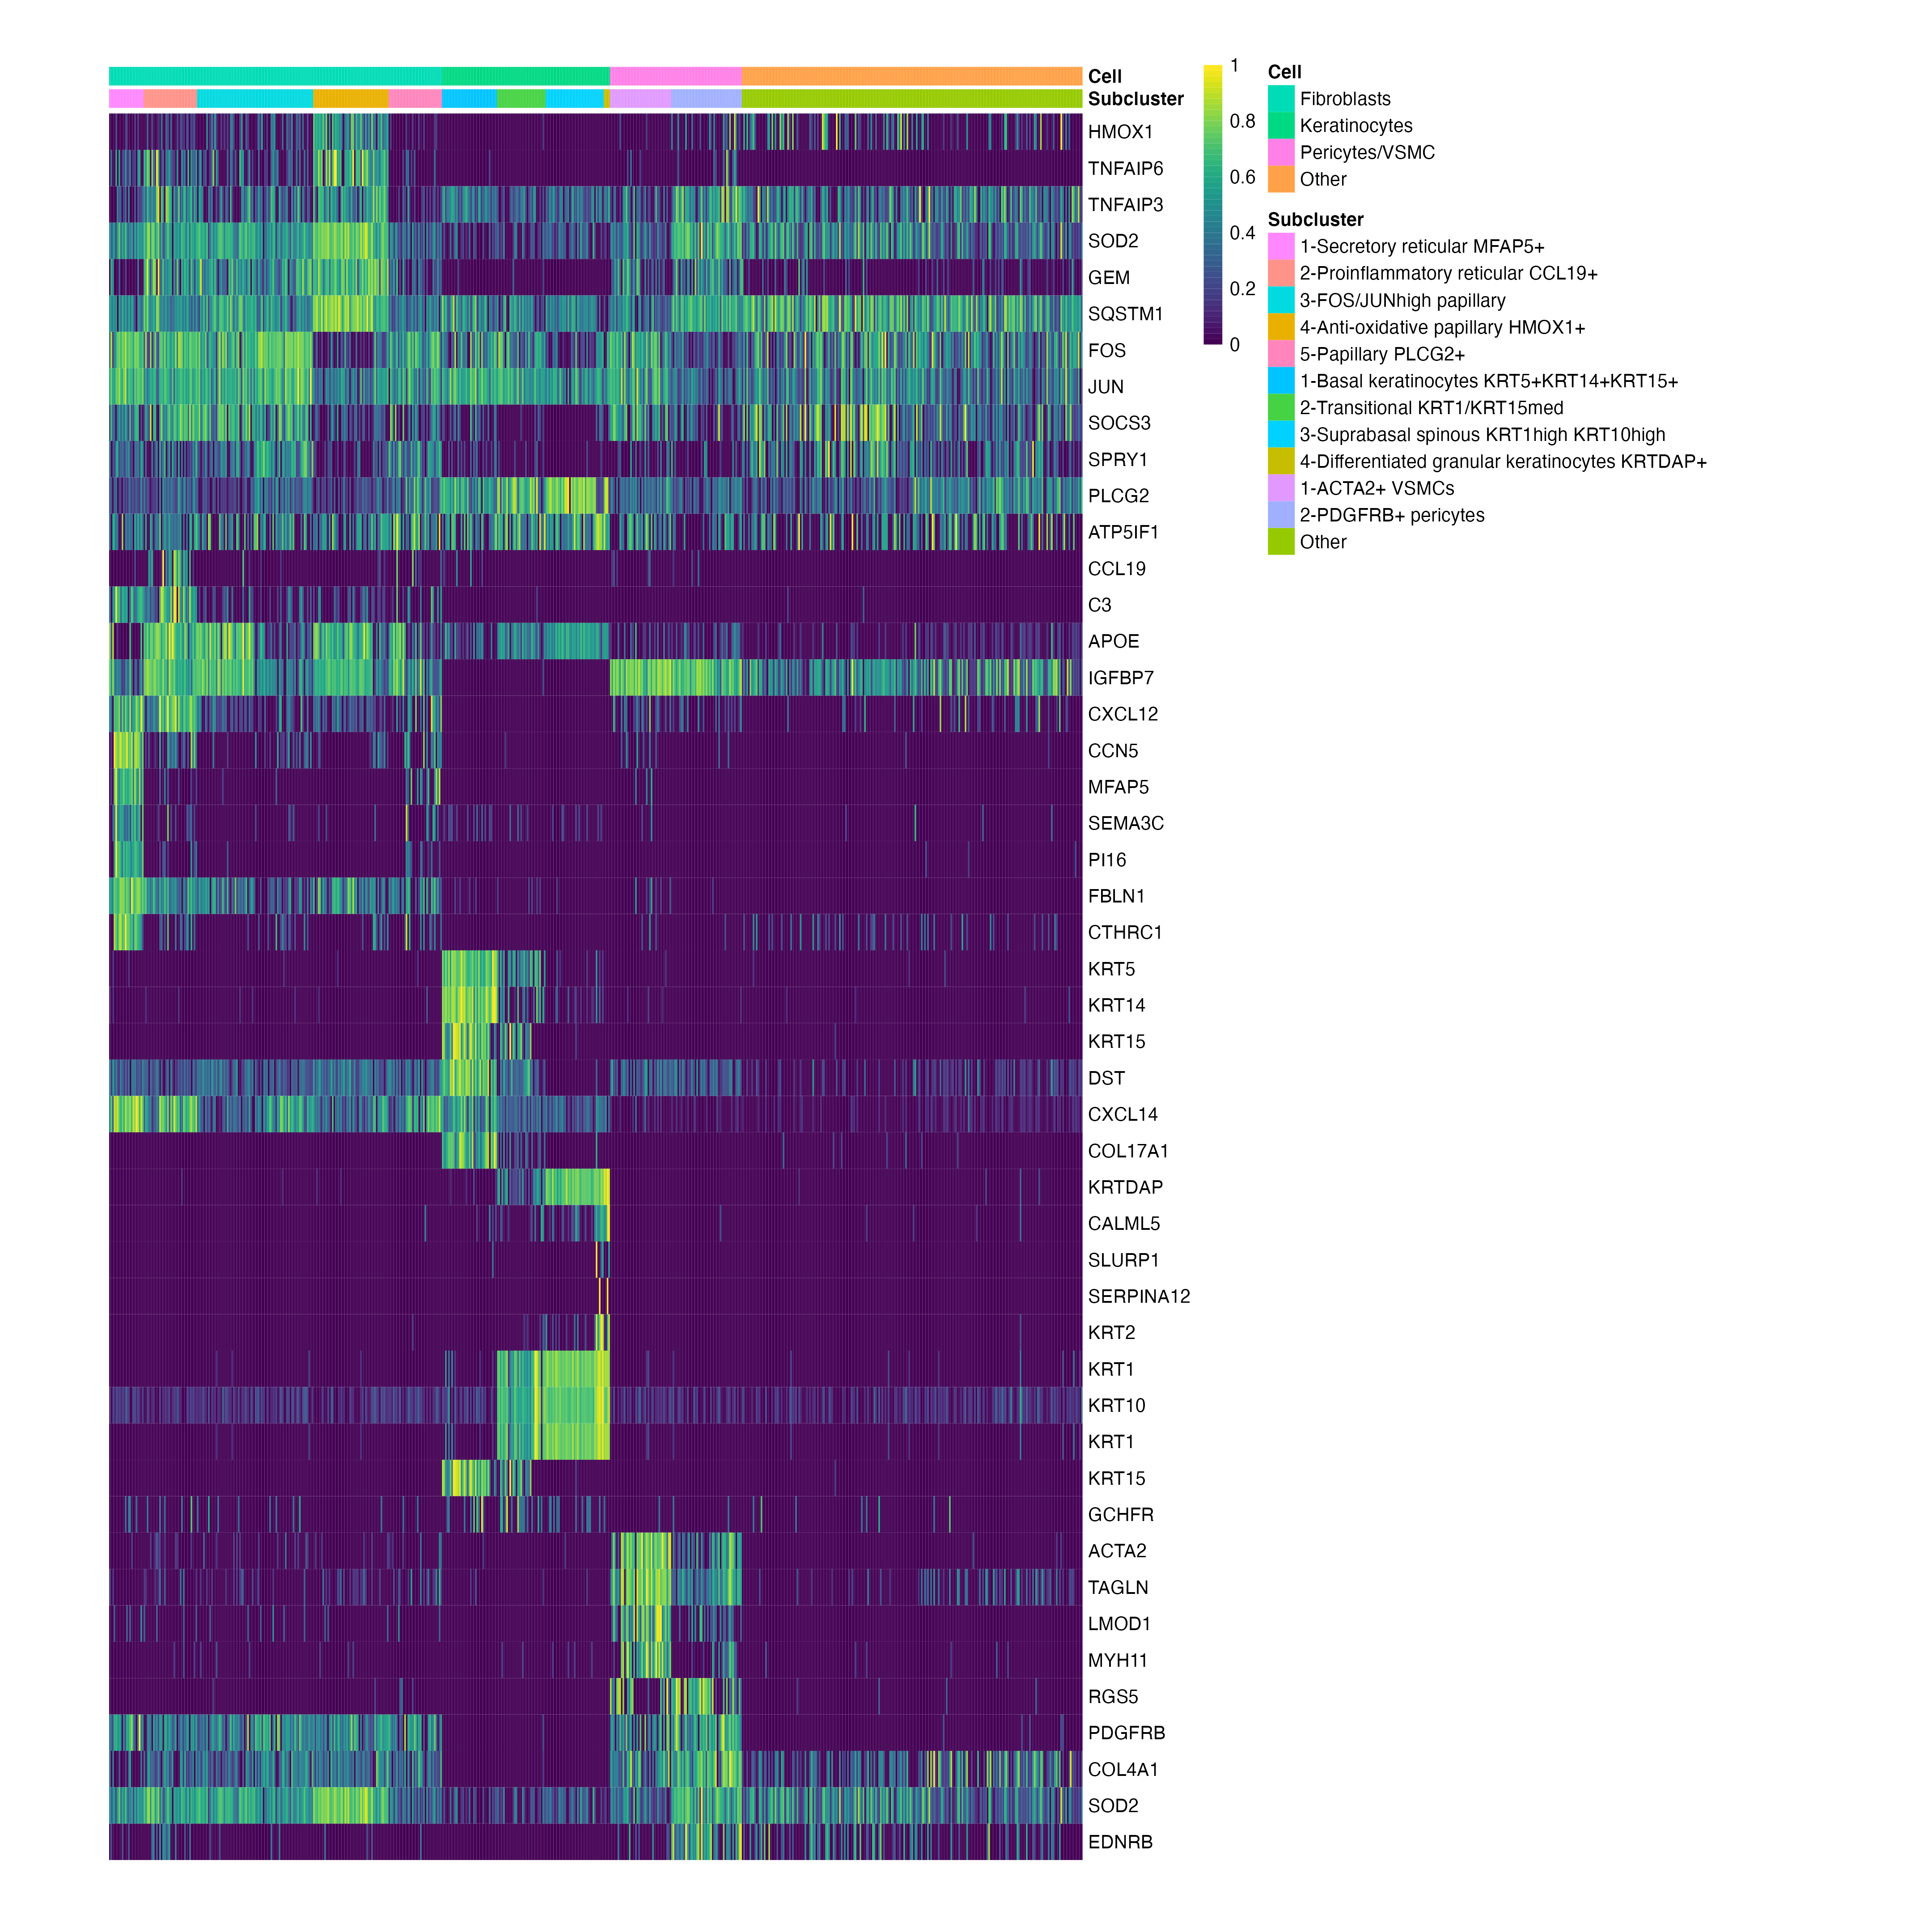 Cell
Subcluster
HMOX1
TNFAIP6
TNFAIP3
SOD2
GEM
SQSTM1
FOS
JUN
SOCS3
SPRY1
PLCG2
ATP5IF1
CCL19
C3
APOE
IGFBP7
CXCL12
CCN5
MFAP5
SEMA3C
PI16
FBLN1
CTHRC1
KRT5
KRT14
KRT15
DST
CXCL14
COL17A1
KRTDAP
CALML5
SLURP1
SERPINA12
KRT2
KRT1
KRT10
KRT1
KRT15
GCHFR
ACTA2
TAGLN
LMOD1
MYH11
RGS5
PDGFRB
COL4A1
SOD2
EDNRB
1
0.8
0.6
0.4
0.2
0
Cell
Fibroblasts
Keratinocytes
Pericytes/VSMC
Other
Subcluster
1-Secretory reticular MFAP5+
2-Proinflammatory reticular CCL19+
3-FOS/JUNhigh papillary
4-Anti-oxidative papillary HMOX1+
5-Papillary PLCG2+
1-Basal keratinocytes KRT5+KRT14+KRT15+
2-Transitional KRT1/KRT15med
3-Suprabasal spinous KRT1high KRT10high
4-Differentiated granular keratinocytes KRTDAP+
1-ACTA2+ VSMCs
2-PDGFRB+ pericytes
Other